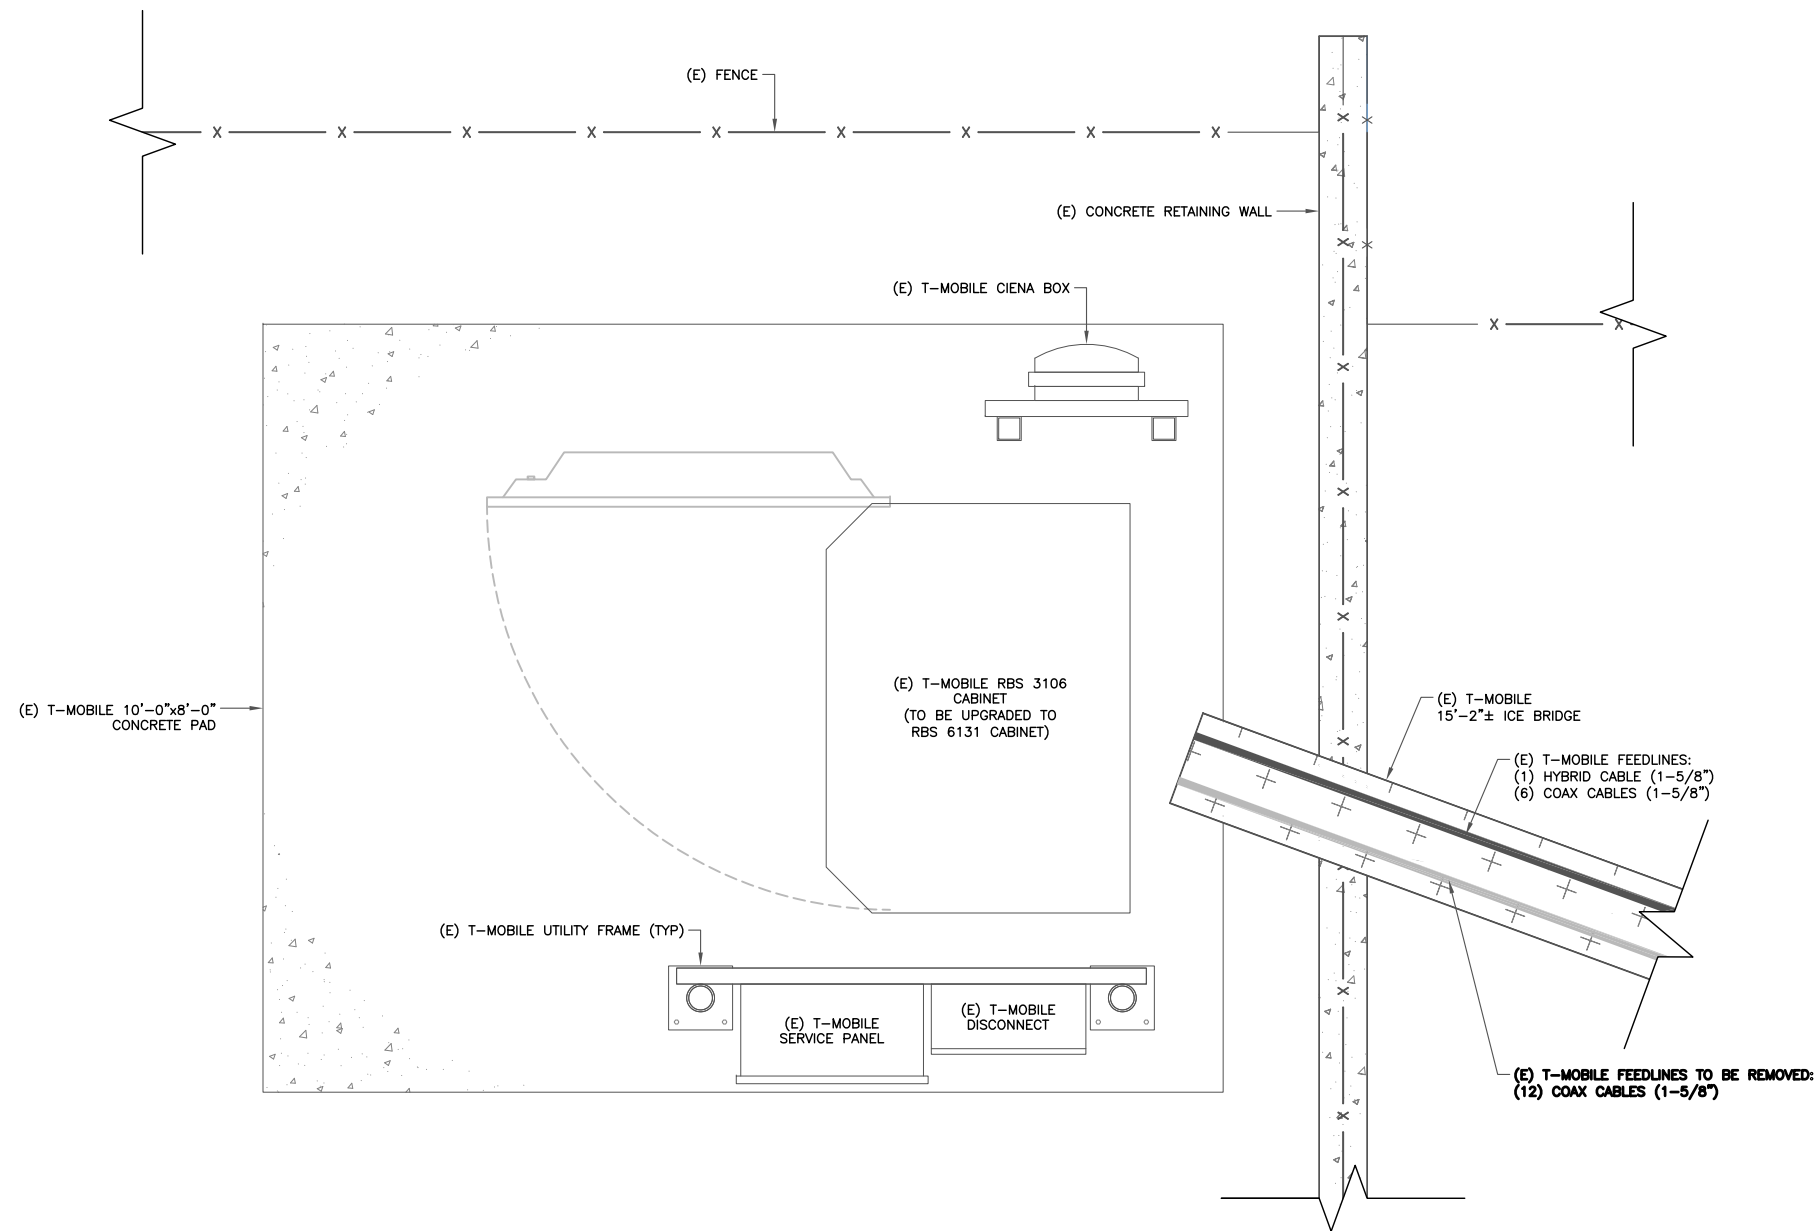 (E) FENCE
(E) CONCRETE RETAINING WALL
(E) T-MOBILE CIENA BOX
(E) T-MOBILE RBS 3106
CABINET
(TO BE UPGRADED TO
RBS 6131 CABINET)
(E) T-MOBILE 10'-0"x8'-0"
CONCRETE PAD
(E) T-MOBILE
15'-2"± ICE BRIDGE
(E) T-MOBILE FEEDLINES:
(1) HYBRID CABLE (1-5/8")
(6) COAX CABLES (1-5/8")
(E) T-MOBILE UTILITY FRAME (TYP)
(E) T-MOBILE
SERVICE PANEL
(E) T-MOBILE
DISCONNECT
(E) T-MOBILE FEEDLINES TO BE REMOVED:
(12) COAX CABLES (1-5/8")